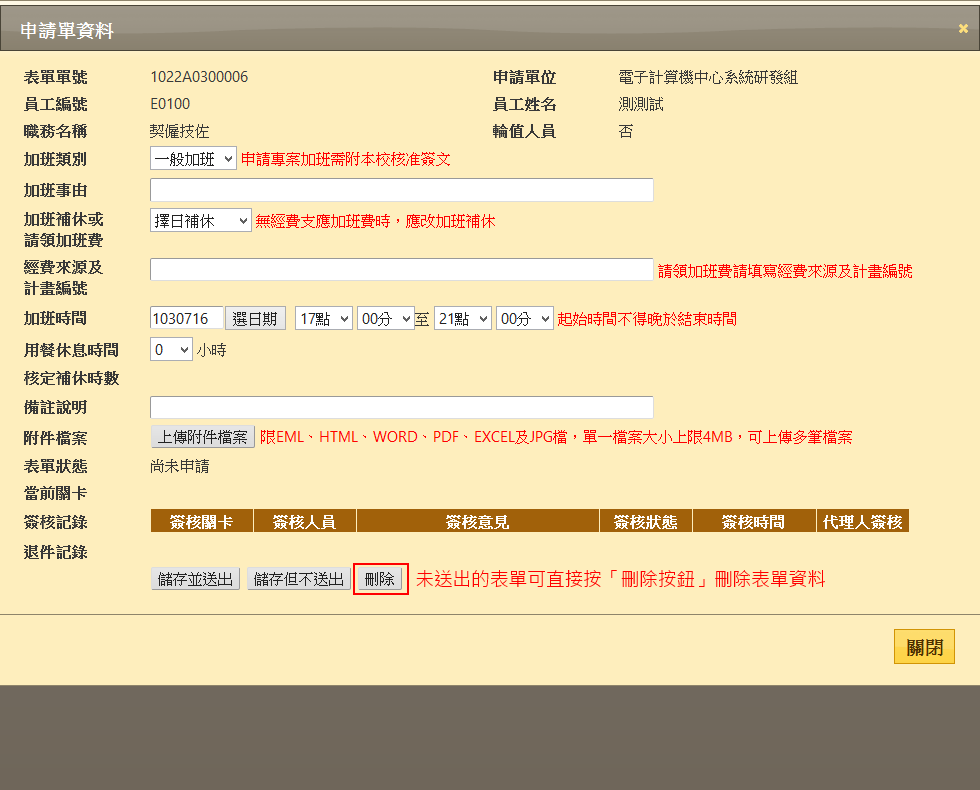 申請單資料
表單單號 1022A0300006 申請單位 電子計算機中心系統研發組
員工編號 E0100 員工姓名 測測試
職務名稱 契僱技佐 輪值人員 否
加班類別 一般加班 申請專案加班需附本校核准簽文
加班事由
加班補休或 擇日補休 無經費支應加班費時，應改加班補休
請領加班費
經費來源及 請領加班費請填寫經費來源及計畫編號
計畫編號
加班時間 1030716 選日期 17點 00分 至 21點 00分 起始時間不得晚於結束時間
用餐休息時間 0 小時
核定補休時數
備註說明
附件檔案 上傳附件檔案 限EML、HTML、WORD、PDF、EXCEL及JPG檔，單一檔案大小上限4MB，可上傳多筆檔案
表單狀態 尚未申請
當前關卡
簽核記錄 簽核關卡 簽核人員 簽核意見 簽核狀態 簽核時間 代理人簽核
退件記錄
儲存並送出 儲存但不送出 刪除 未送出的表單可直接按「刪除按鈕」刪除表單資料
關閉